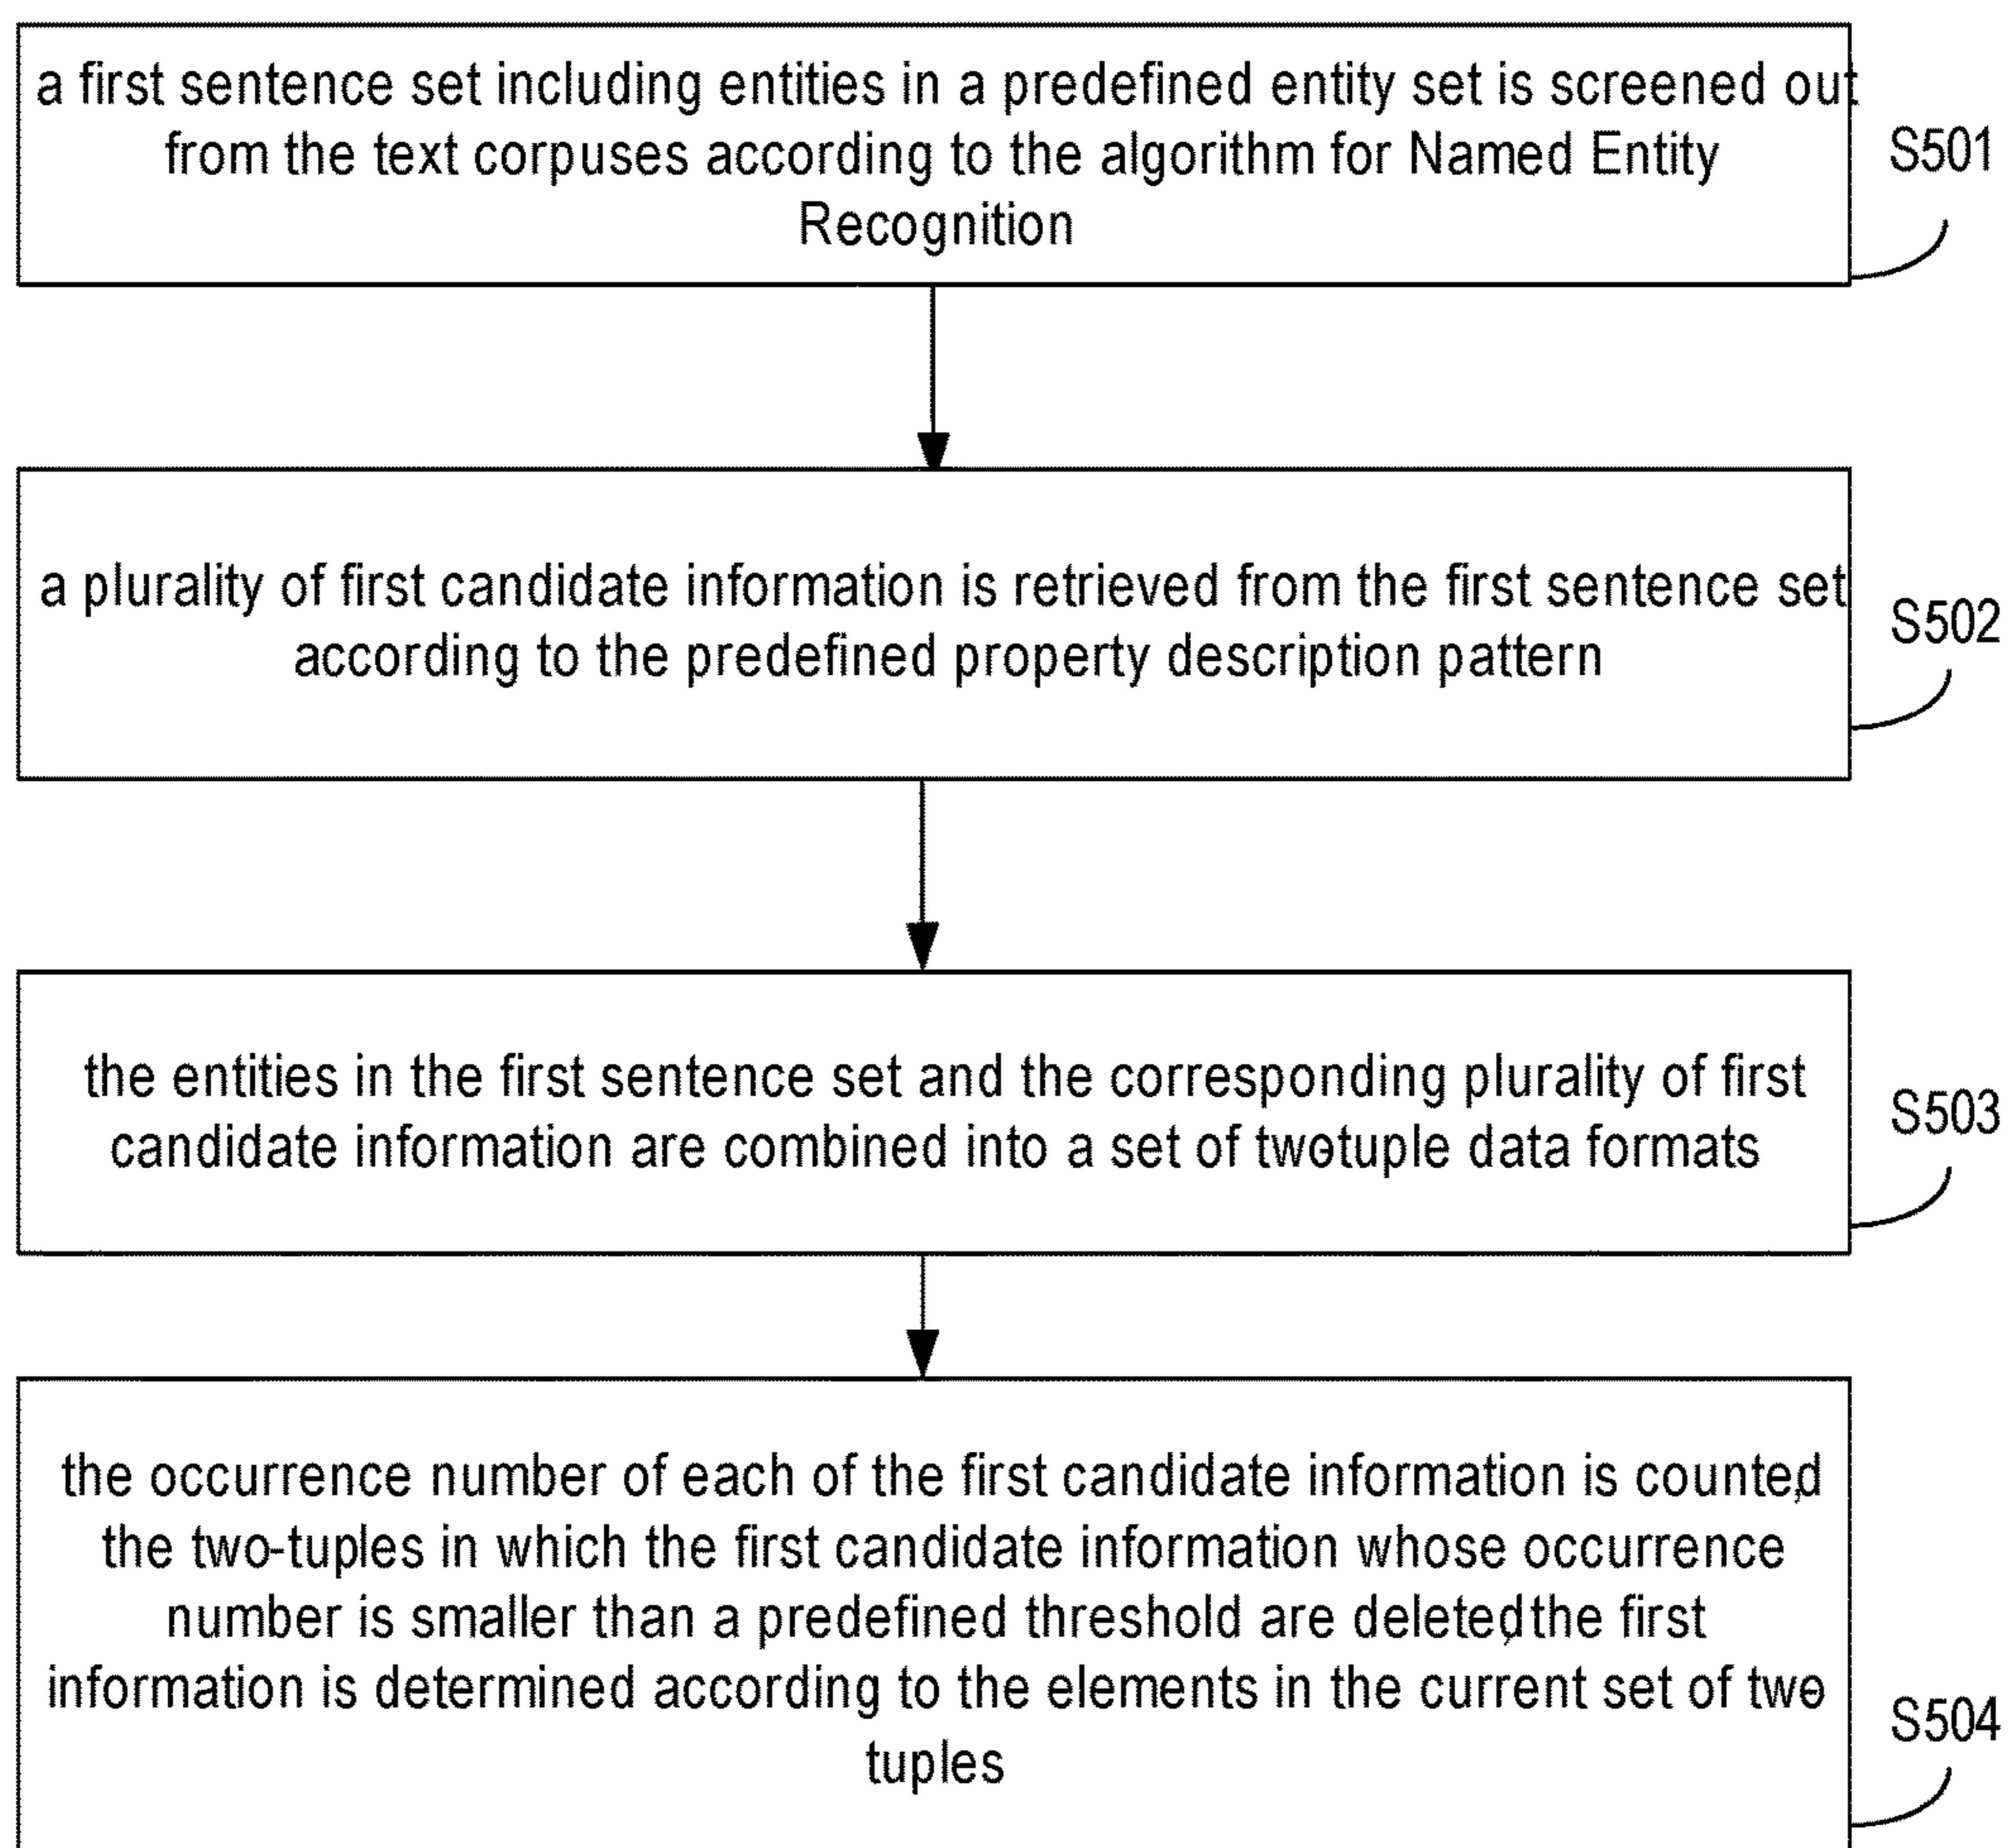 a first sentence set including entities in a predefined entity set is screened out
from the text corpuses according to the algorithm for Named Entity
Recognition
S501
a plurality of first candidate information is retrieved from the first sentence set
according to the predefined property description pattern
S502
the entities in the first sentence set and the corresponding plurality of first
candidate information are combined into a set of two-tuple data formats
S503
the occurrence number of each of the first candidate information is counted,
the two-tuples in which the first candidate information whose occurrence
number is smaller than a predefined threshold are deleted, the first
information is determined according to the elements in the current set of two-
tuples
S504